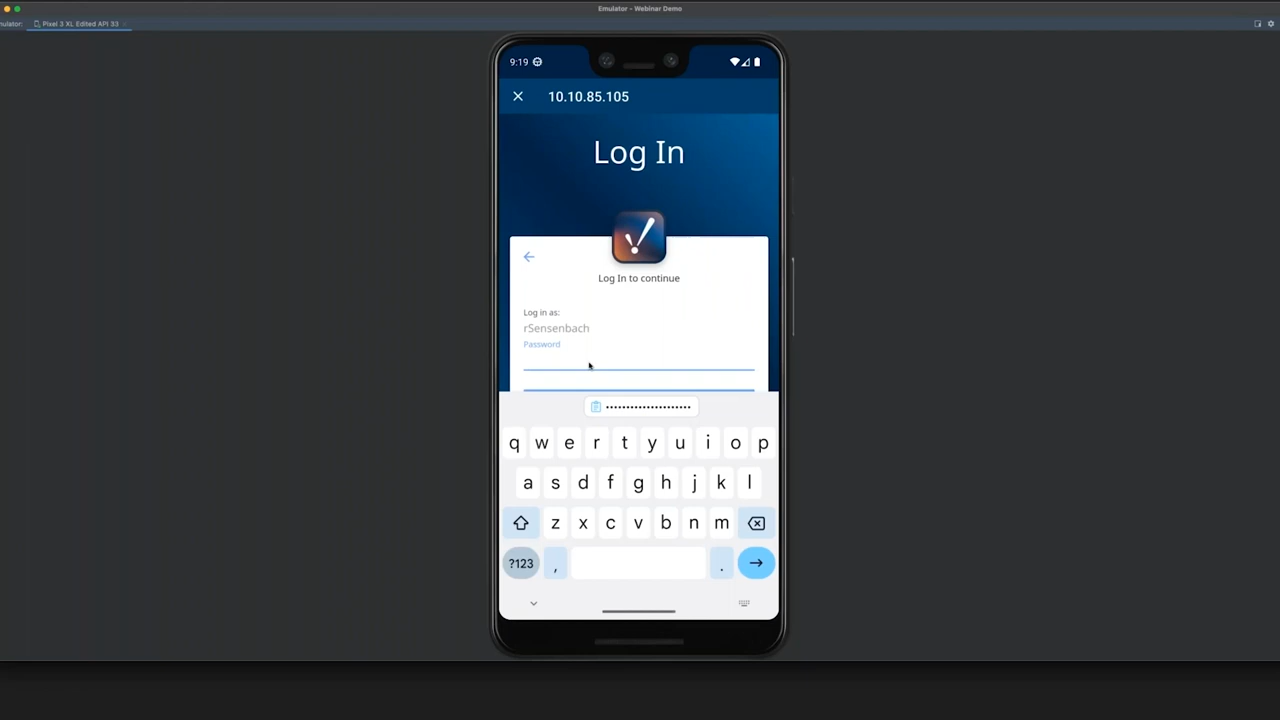 Emulator - Webinar Demo
nulator:
Pixel 3 XL Edited API 33
9:19
10.10.85.105
Log In
Log In to continue
Log in as:
rSensenbach
Password
•••••••••••••••••••••
q w e r t y u i o p
a s d f g h j k l
z x c v b n m
?123 , .